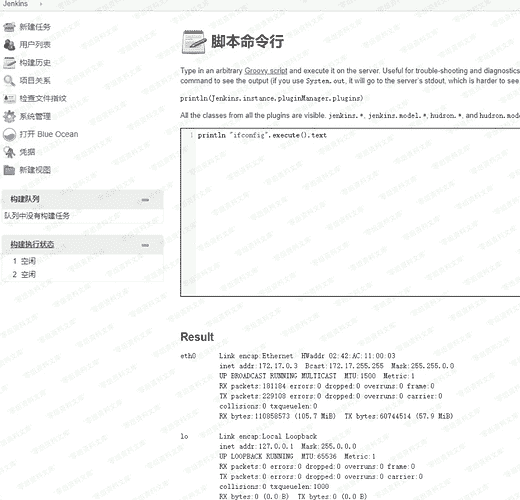 Jenkins
新建任务
用户列表
构建历史
项目关系
检查文件指纹
系统管理
打开 Blue Ocean
凭据
新建视图
构建队列
队列中没有构建任务
构建执行状态
1 空闲
2 空闲
脚本命令行
Type in an arbitrary Groovy script and execute it on the server. Useful for trouble-shooting and diagnostics
command to see the output (if you use System.out, it will go to the server's stdout, which is harder to see
println(Jenkins.instance.pluginManager.plugins)
All the classes from all the plugins are visible. jenkins.*, jenkins.model.*, hudson.*, and hudson.mode
1 println "ifconfig".execute().text
Result
eth0 Link encap:Ethernet HWaddr 02:42:AC:11:00:03
inet addr:172.17.0.3 Bcast:172.17.255.255 Mask:255.255.0.0
UP BROADCAST RUNNING MULTICAST MTU:1500 Metric:1
RX packets:181184 errors:0 dropped:0 overruns:0 frame:0
TX packets:229108 errors:0 dropped:0 overruns:0 carrier:0
collisions:0 txqueuelen:0
RX bytes:110858573 (105.7 MiB) TX bytes:60744514 (57.9 MiB)
lo Link encap:Local Loopback
inet addr:127.0.0.1 Mask:255.0.0.0
UP LOOPBACK RUNNING MTU:65536 Metric:1
RX packets:0 errors:0 dropped:0 overruns:0 frame:0
TX packets:0 errors:0 dropped:0 overruns:0 carrier:0
collisions:0 txqueuelen:1000
RX bytes:0 (0.0 B) TX bytes:0 (0.0 B)